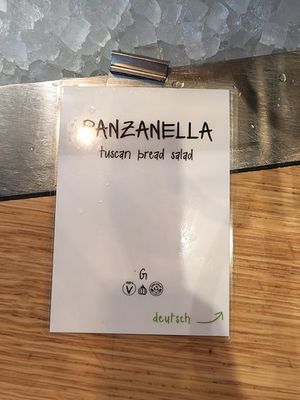 PANZANELLA
tuscan bread salad
G
V
deutsch